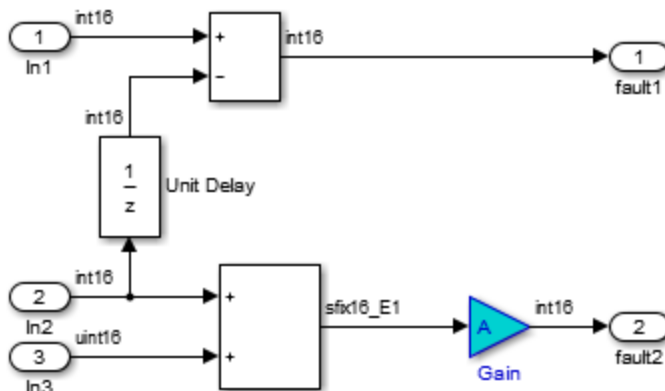 int16
1
In1
+
−
int16
1
fault1
int16
1
z
Unit Delay
int16
2
In2
+
sfix16_E1
A
Gain
int16
2
fault2
uint16
3
In3
+